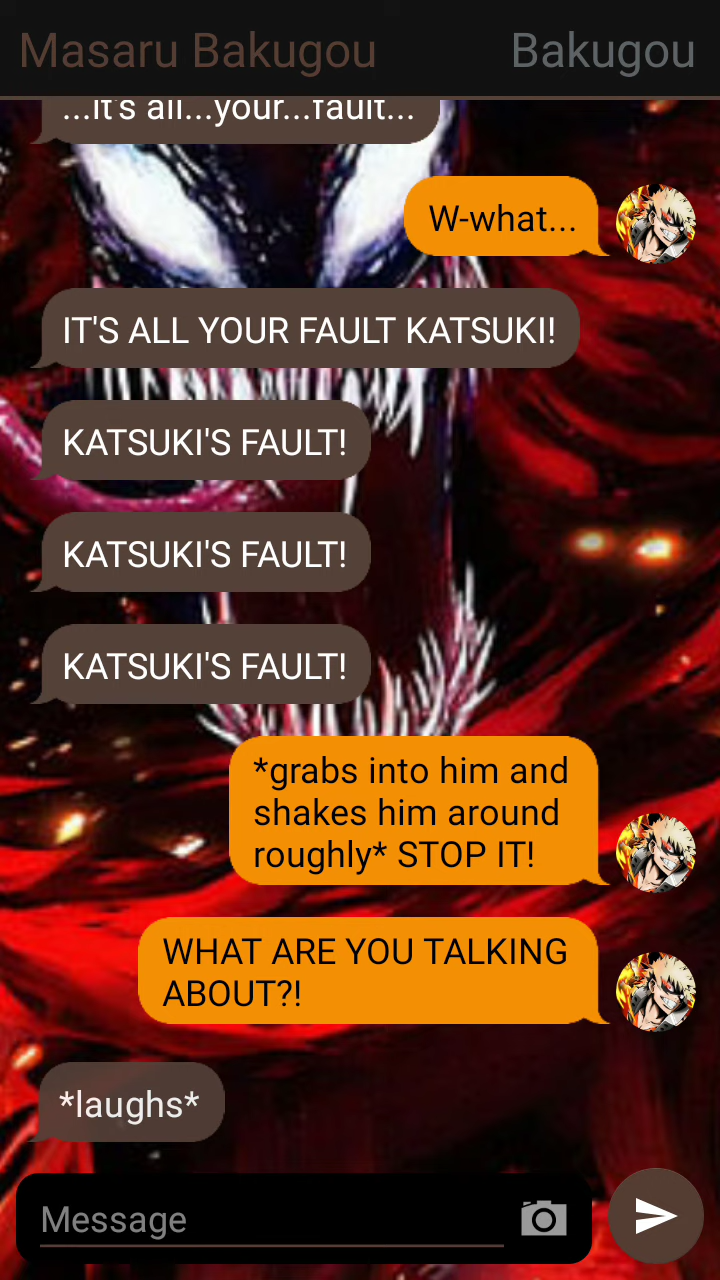 Masaru Bakugou
Bakugou
...it's all...your...fault...
W-what...
IT'S ALL YOUR FAULT KATSUKI!
KATSUKI'S FAULT!
KATSUKI'S FAULT!
KATSUKI'S FAULT!
*grabs into him and
shakes him around
roughly* STOP IT!
WHAT ARE YOU TALKING
ABOUT?!
*laughs*
Message